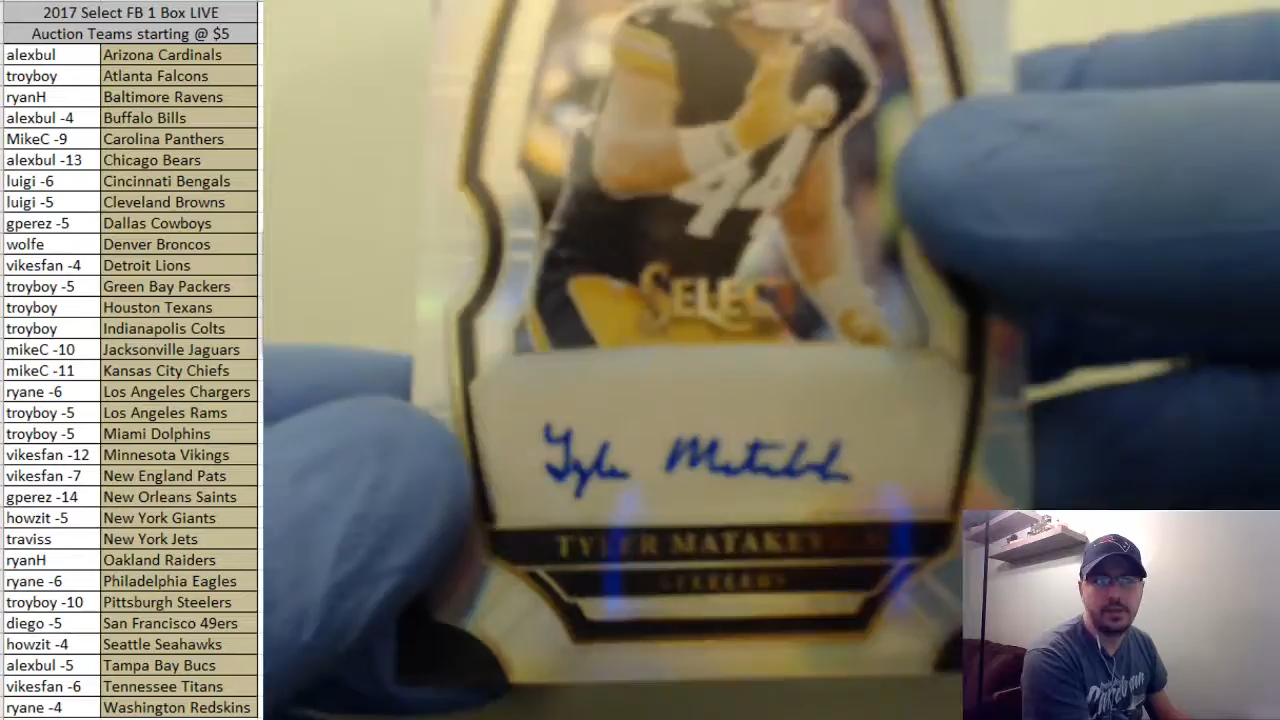 2017 Select FB 1 Box LIVE
Auction Teams starting @ $5
alexbul Arizona Cardinals
troyboy Atlanta Falcons
ryanH Baltimore Ravens
alexbul -4 Buffalo Bills
MikeC -9 Carolina Panthers
alexbul -13 Chicago Bears
luigi -6 Cincinnati Bengals
luigi -5 Cleveland Browns
gperez -5 Dallas Cowboys
wolfe Denver Broncos
vikesfan -4 Detroit Lions
troyboy -5 Green Bay Packers
troyboy Houston Texans
troyboy Indianapolis Colts
mikeC -10 Jacksonville Jaguars
mikeC -11 Kansas City Chiefs
ryane -6 Los Angeles Chargers
troyboy -5 Los Angeles Rams
troyboy -5 Miami Dolphins
vikesfan -12 Minnesota Vikings
vikesfan -7 New England Pats
gperez -14 New Orleans Saints
howzit -5 New York Giants
traviss New York Jets
ryanH Oakland Raiders
ryane -6 Philadelphia Eagles
troyboy -10 Pittsburgh Steelers
diego -5 San Francisco 49ers
howzit -4 Seattle Seahawks
alexbul -5 Tampa Bay Bucs
vikesfan -6 Tennessee Titans
ryane -4 Washington Redskins
44
SELECT
TYLER
STEELERS